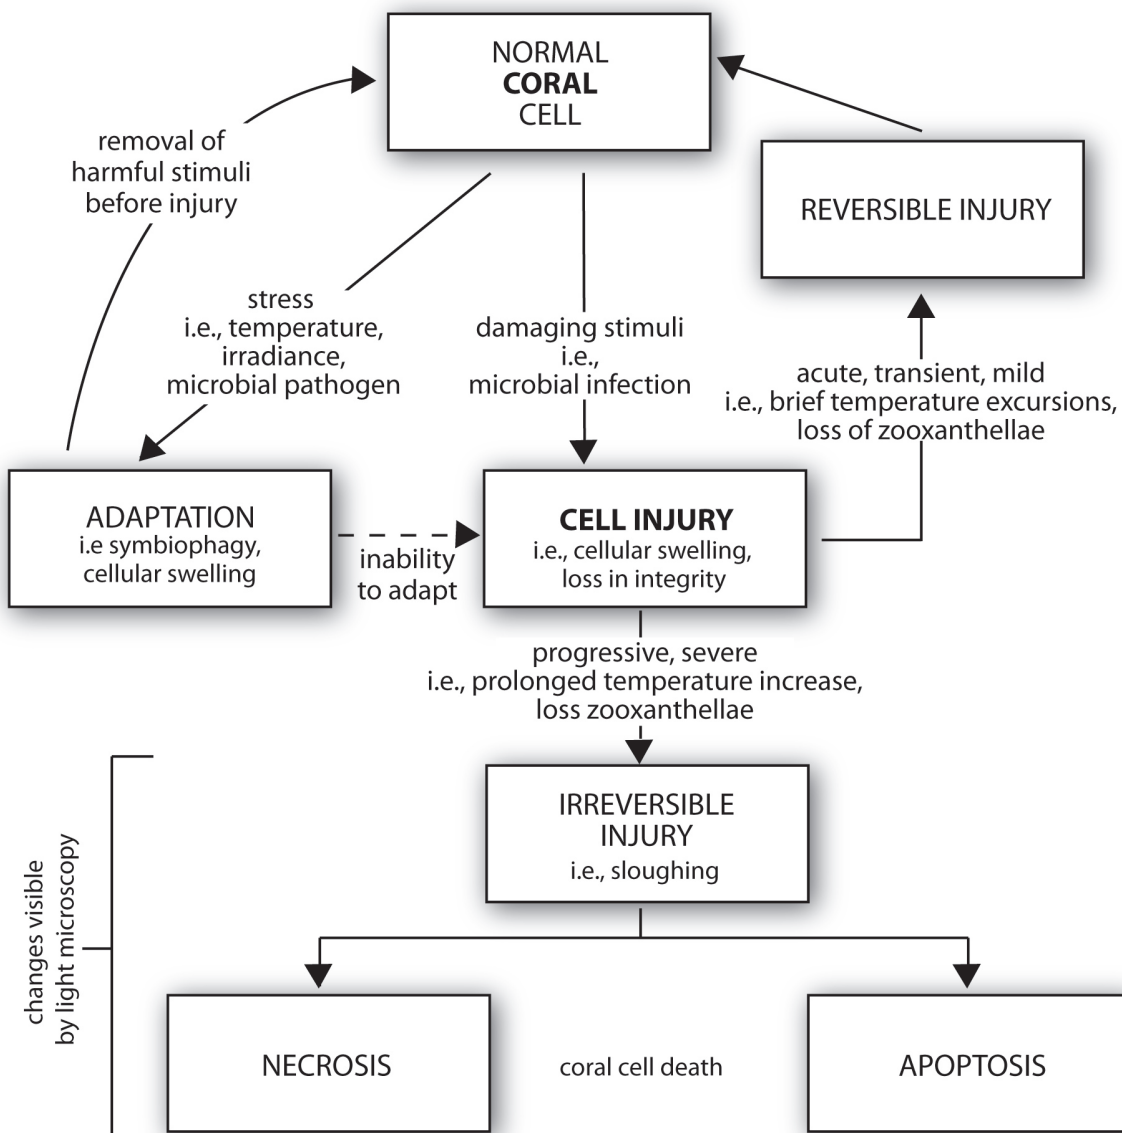 NORMAL
CORAL
CELL
removal of
harmful stimuli
before injury
REVERSIBLE INJURY
stress
i.e., temperature,
irradiance,
microbial pathogen
damaging stimuli
i.e.,
microbial infection
acute, transient, mild
i.e., brief temperature excursions,
loss of zooxanthellae
ADAPTATION
i.e symbiophagy,
cellular swelling
inability
to adapt
CELL INJURY
i.e., cellular swelling,
loss in integrity
progressive, severe
i.e., prolonged temperature increase,
loss zooxanthellae
IRREVERSIBLE
INJURY
i.e., sloughing
changes visible
by light microscopy
NECROSIS
coral cell death
APOPTOSIS